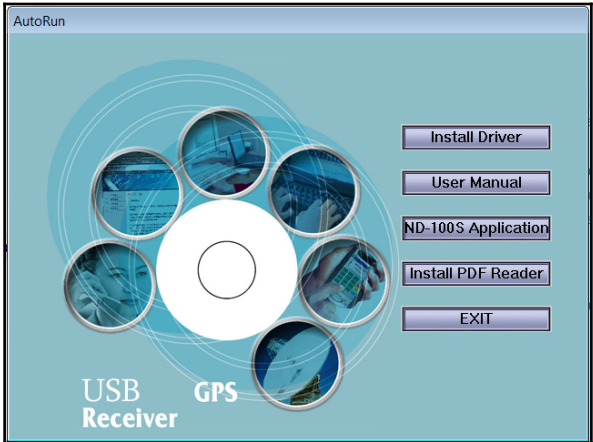 AutoRun
Install Driver
User Manual
ND-100S Application
Install PDF Reader
EXIT
USB GPS
Receiver